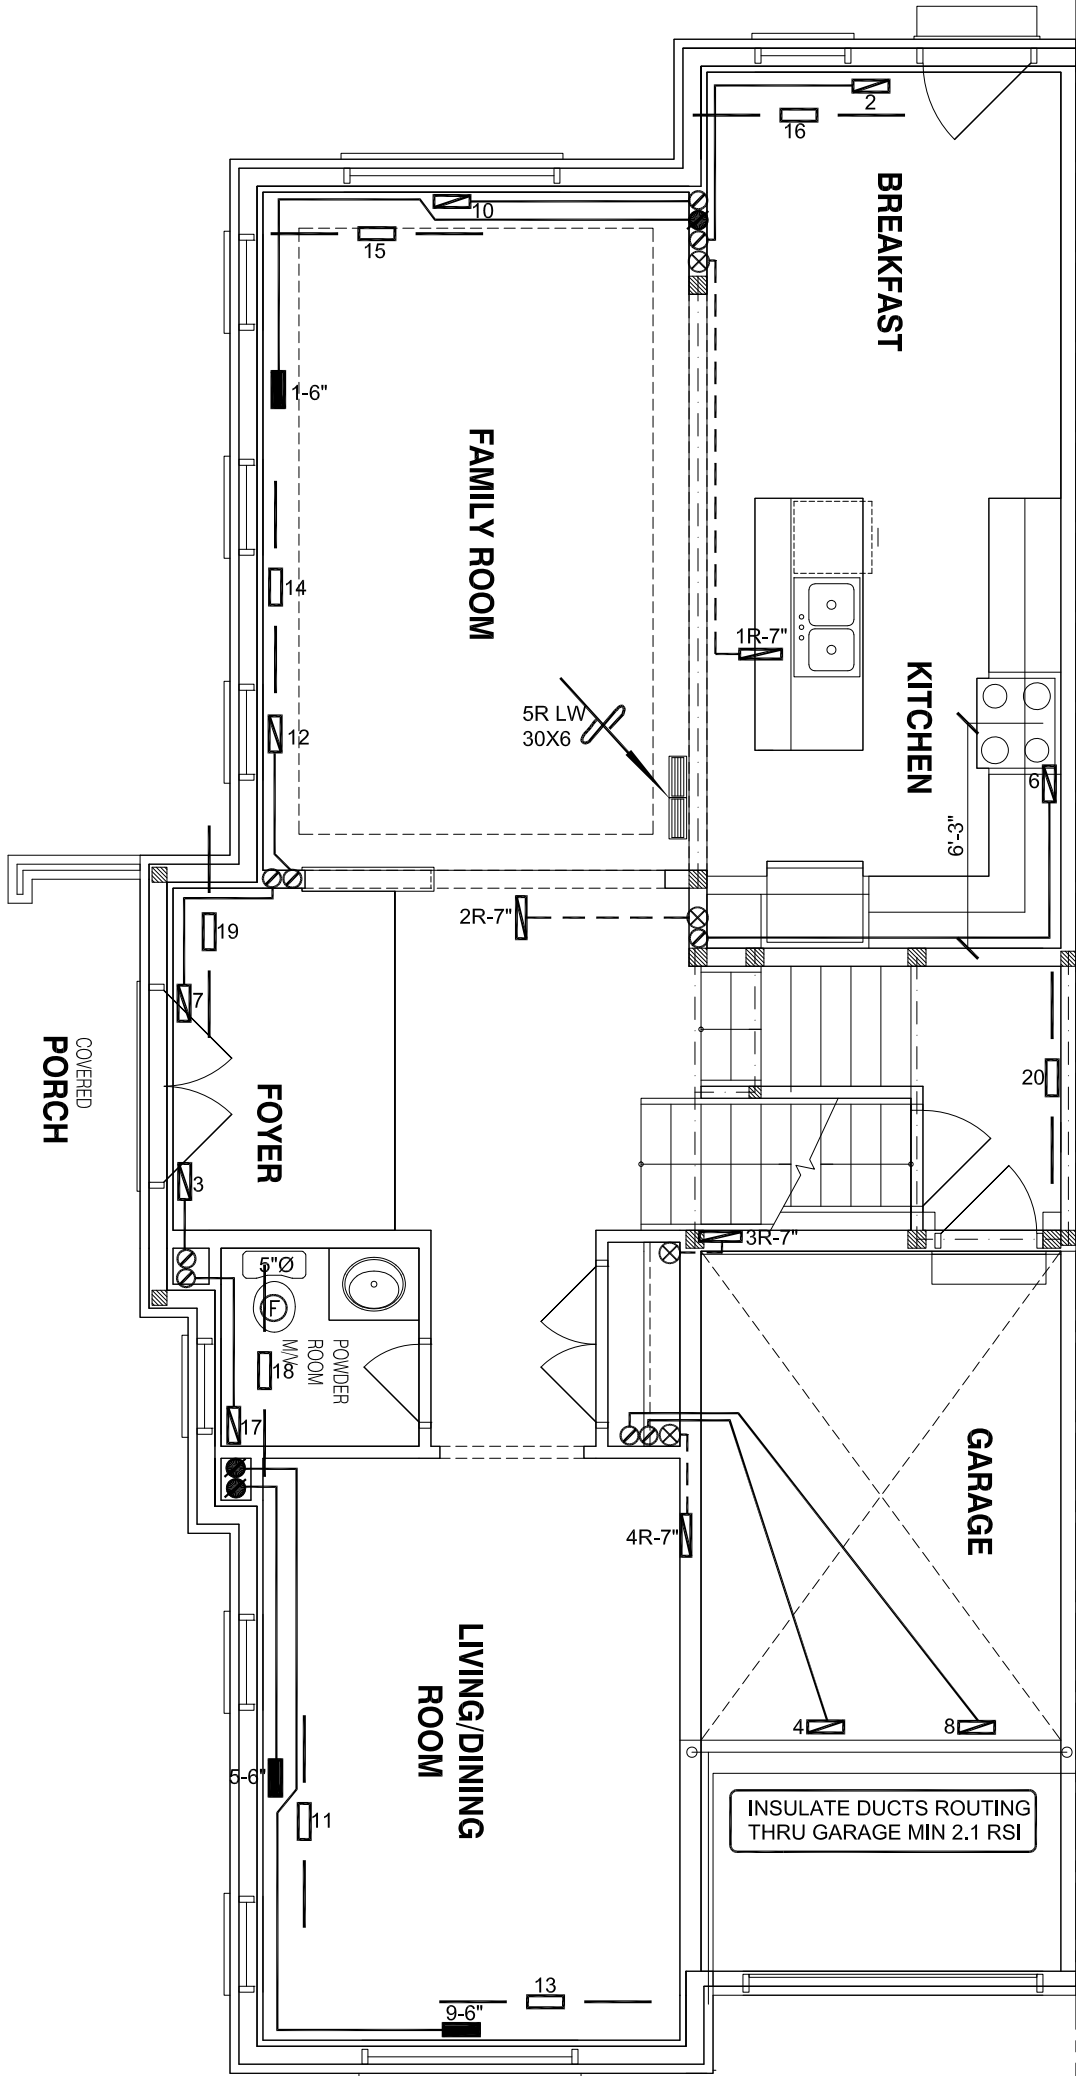 2
16
BREAKFAST
10
15
1-6"
FAMILY ROOM
14
1R-7"
KITCHEN
5R LW
30X6
12
6
6'-3"
2R-7"
19
7
COVERED
PORCH
20
FOYER
3
3R-7"
5"Ø
F
POWDER
ROOM
M/V
18
17
GARAGE
4R-7"
LIVING/DINING
ROOM
4
8
5-6"
11
INSULATE DUCTS ROUTING
THRU GARAGE MIN 2.1 RSI
13
9-6"